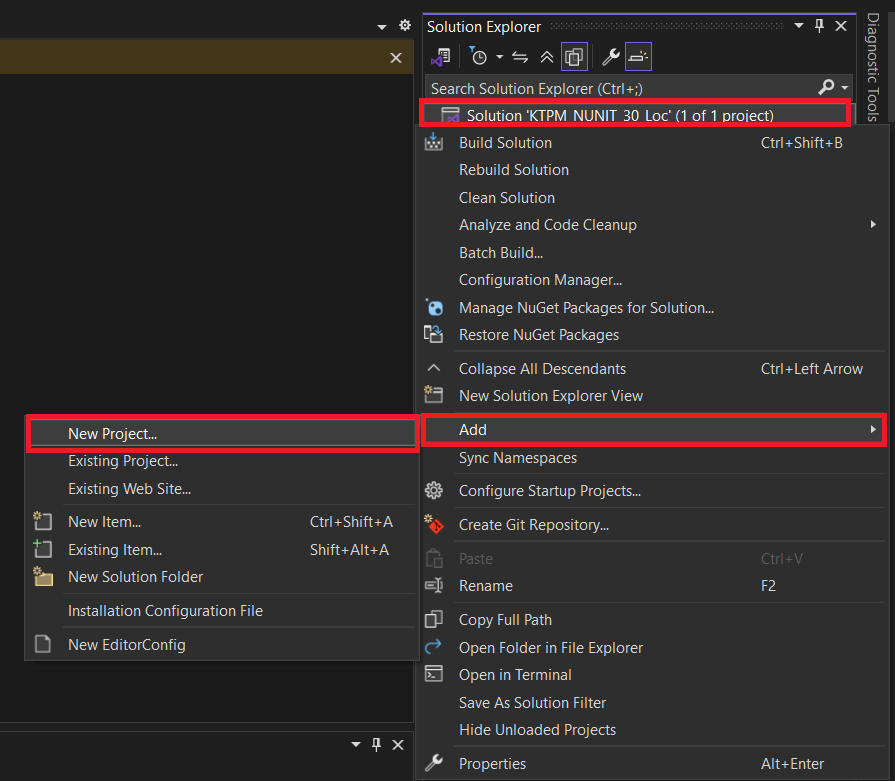 Solution Explorer
Search Solution Explorer (Ctrl+;)
Solution 'KTPM_NUNIT_30_Loc' (1 of 1 project)
Build Solution Ctrl+Shift+B
Rebuild Solution
Clean Solution
Analyze and Code Cleanup
Batch Build...
Configuration Manager...
Manage NuGet Packages for Solution...
Restore NuGet Packages
Collapse All Descendants Ctrl+Left Arrow
New Solution Explorer View
Add
Sync Namespaces
Configure Startup Projects...
Create Git Repository...
Paste Ctrl+V
Rename F2
Copy Full Path
Open Folder in File Explorer
Open in Terminal
Save As Solution Filter
Hide Unloaded Projects
Properties Alt+Enter
New Project...
Existing Project...
Existing Web Site...
New Item... Ctrl+Shift+A
Existing Item... Shift+Alt+A
New Solution Folder
Installation Configuration File
New EditorConfig
Diagnostic Tools